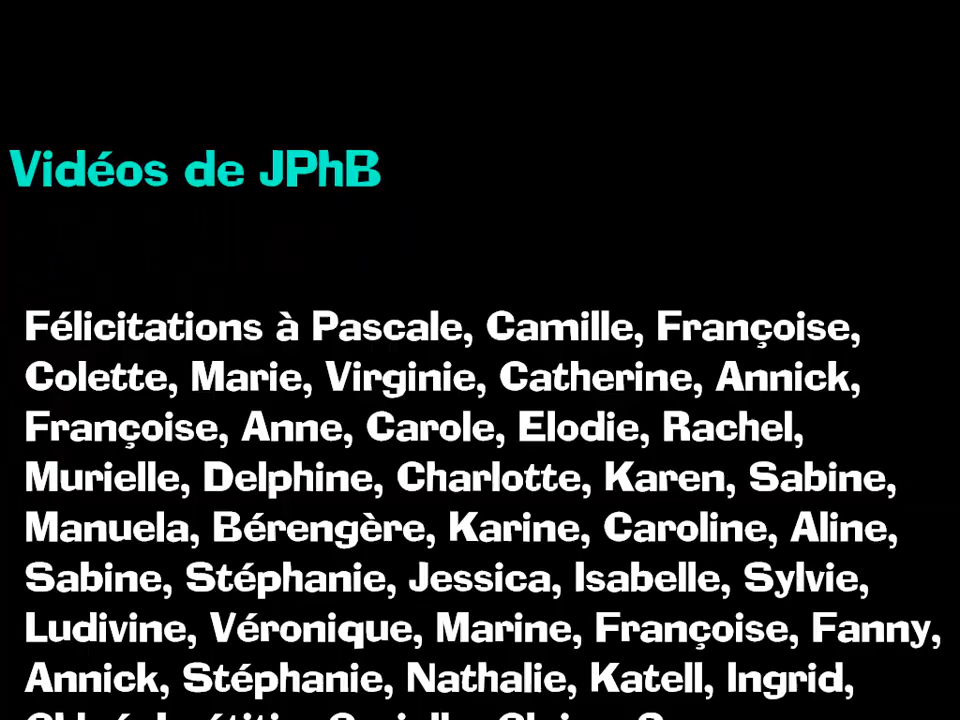 Vidéos de JPhB
Félicitations à Pascale, Camille, Françoise,
Colette, Marie, Virginie, Catherine, Annick,
Françoise, Anne, Carole, Elodie, Rachel,
Murielle, Delphine, Charlotte, Karen, Sabine,
Manuela, Bérengère, Karine, Caroline, Aline,
Sabine, Stéphanie, Jessica, Isabelle, Sylvie,
Ludivine, Véronique, Marine, Françoise, Fanny,
Annick, Stéphanie, Nathalie, Katell, Ingrid,